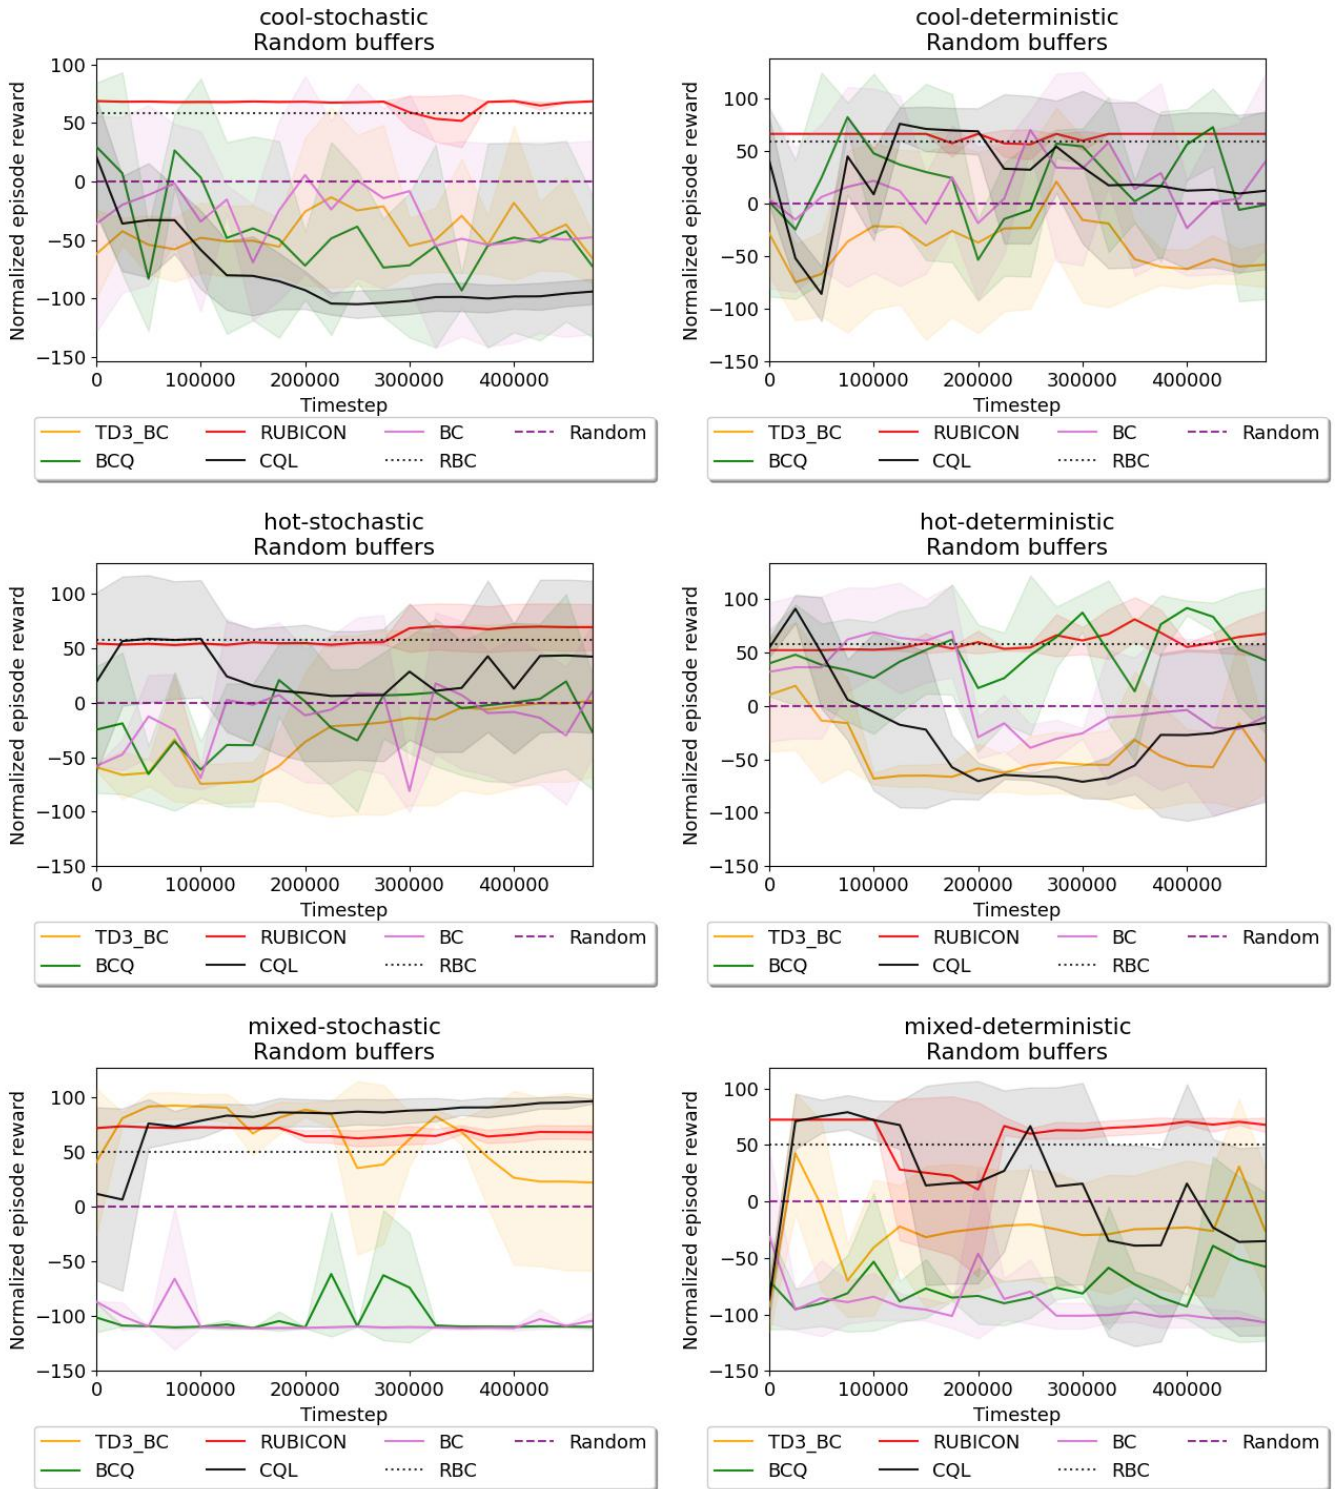 cool-stochastic
Random buffers
Normalized episode reward
100
50
0
−50
−100
−150
0 100000 200000 300000 400000
Timestep
TD3_BC RUBICON BC Random
BCQ CQL RBC
cool-deterministic
Random buffers
Normalized episode reward
100
50
0
−50
−100
−150
0 100000 200000 300000 400000
Timestep
TD3_BC RUBICON BC Random
BCQ CQL RBC
hot-stochastic
Random buffers
Normalized episode reward
100
50
0
−50
−100
−150
0 100000 200000 300000 400000
Timestep
TD3_BC RUBICON BC Random
BCQ CQL RBC
hot-deterministic
Random buffers
Normalized episode reward
100
50
0
−50
−100
−150
0 100000 200000 300000 400000
Timestep
TD3_BC RUBICON BC Random
BCQ CQL RBC
mixed-stochastic
Random buffers
Normalized episode reward
100
50
0
−50
−100
−150
0 100000 200000 300000 400000
Timestep
TD3_BC RUBICON BC Random
BCQ CQL RBC
mixed-deterministic
Random buffers
Normalized episode reward
100
50
0
−50
−100
−150
0 100000 200000 300000 400000
Timestep
TD3_BC RUBICON BC Random
BCQ CQL RBC